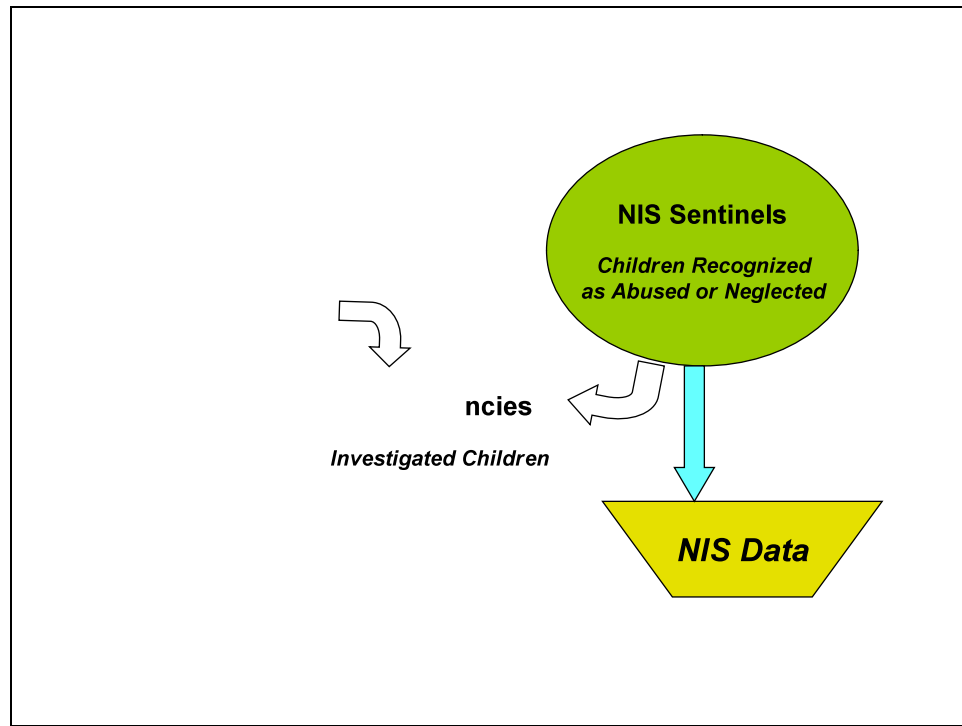 NIS Sentinels
Children Recognized
as Abused or Neglected
ncies
Investigated Children
NIS Data